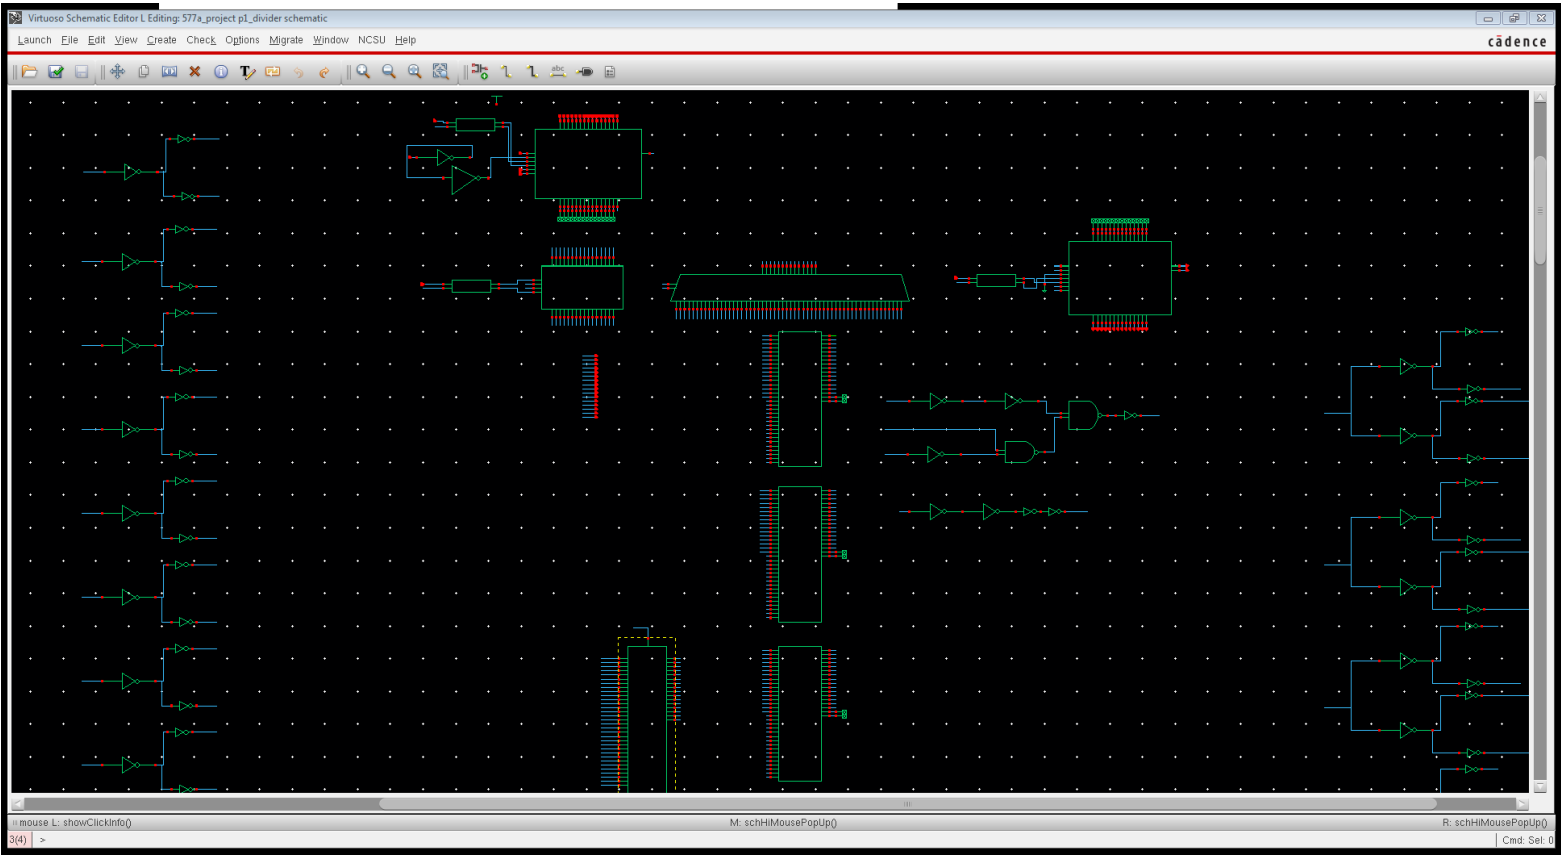 Virtuoso Schematic Editor L Editing: 577a_project p1_divider schematic
Launch File Edit View Create Check Options Migrate Window NCSU Help
cādence
abc
mouse L: showClickInfo()
M: schHiMousePopUp()
R: schHiMousePopUp()
3(4) >
Cmd: Sel: 0